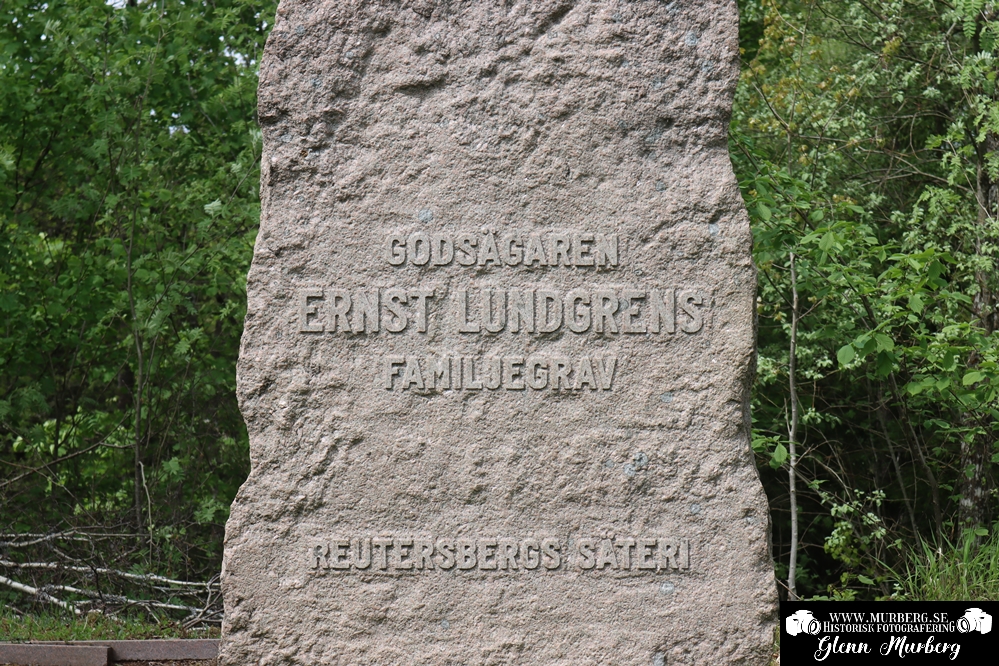 GODSÄGAREN
ERNST LUNDGRENS
FAMILJEGRAV
REUTERSBERGS SÄTERI
WWW.MURBERG.SE
HISTORISK FOTOGRAFERING
Glenn Murberg